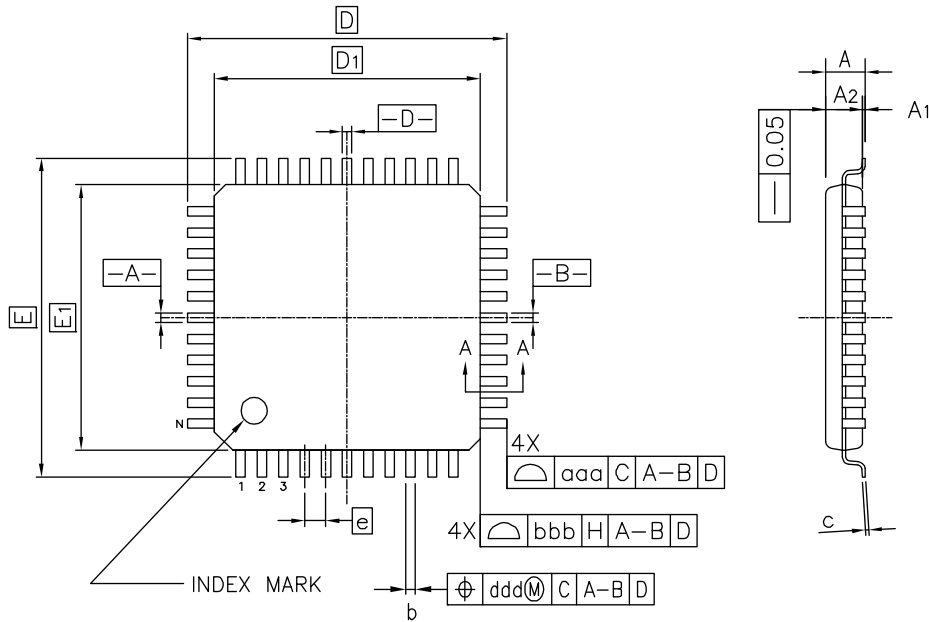 D
D1
-D-
A
A2
A1
0.05
-A-
-B-
E
E1
A A
N
1 2 3
4X
aaa C A-B D
e
4X bbb H A-B D
c
INDEX MARK
ddd Ⓜ C A-B D
b